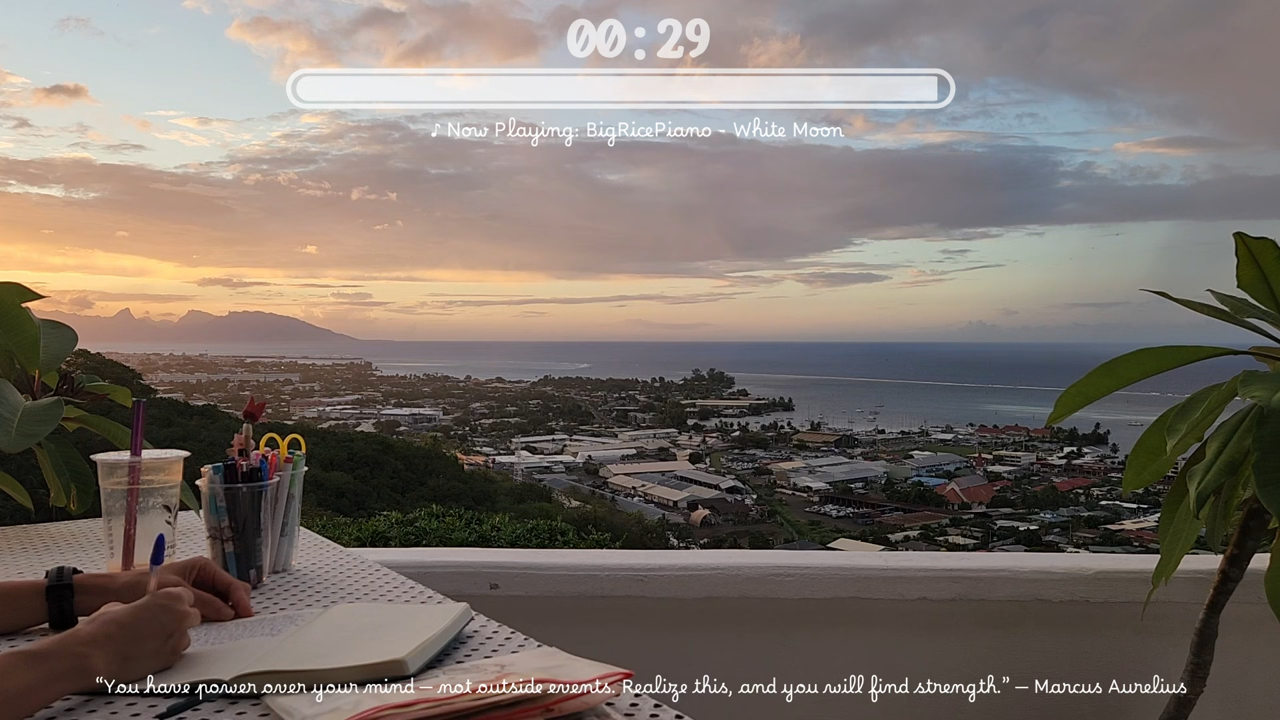 00:29
♪ Now Playing: BigRicePiano - White Moon
“You have power over your mind — not outside events. Realize this, and you will find strength.” — Marcus Aurelius